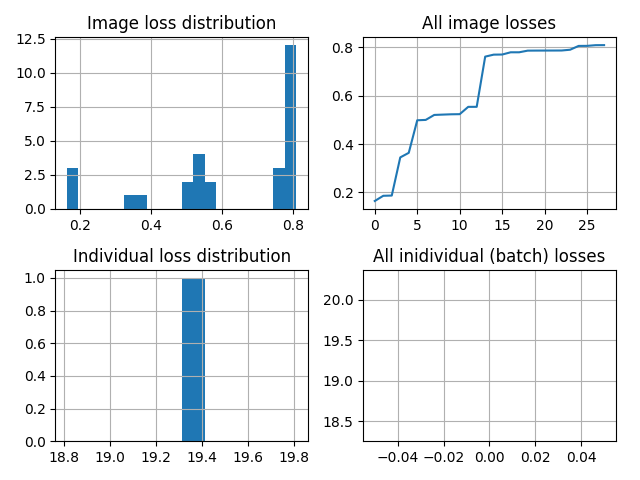 Image loss distribution
12.5
10.0
7.5
5.0
2.5
0.0
0.2 0.4 0.6 0.8
All image losses
0.8
0.6
0.4
0.2
0 5 10 15 20 25
Individual loss distribution
1.0
0.8
0.6
0.4
0.2
0.0
18.8 19.0 19.2 19.4 19.6 19.8
All inidividual (batch) losses
20.0
19.5
19.0
18.5
−0.04 −0.02 0.00 0.02 0.04